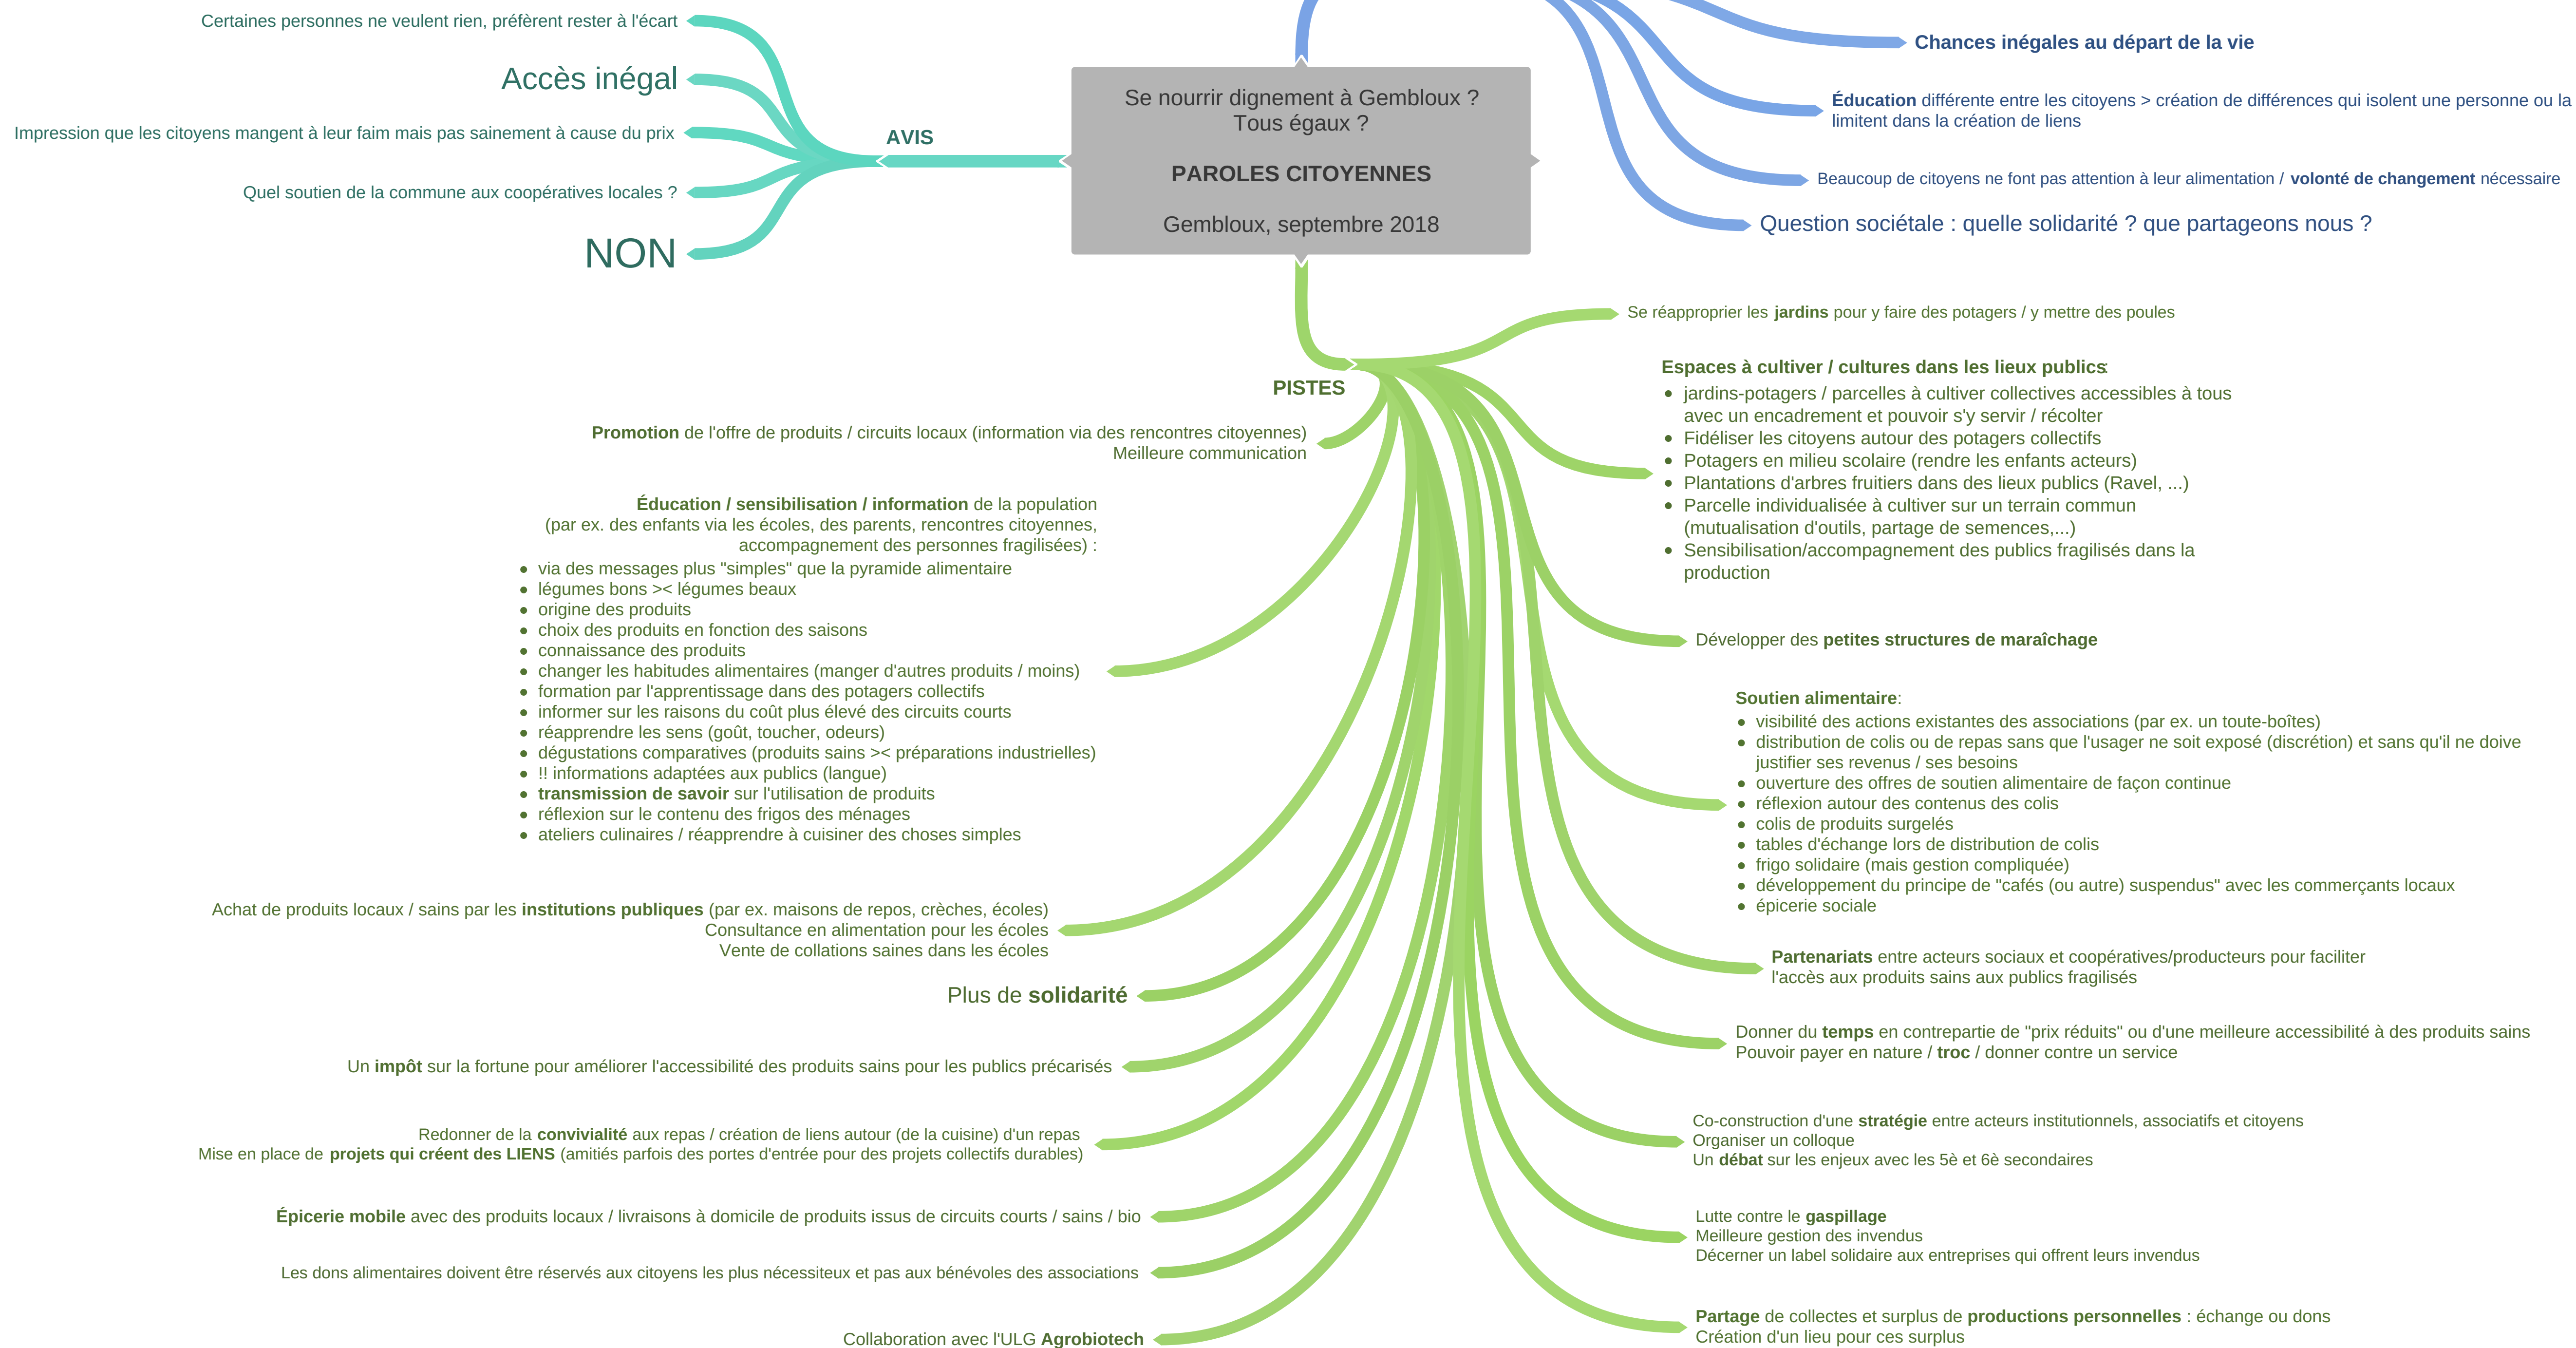 Certaines personnes ne veulent rien, préfèrent rester à l'écart
Accès inégal
Impression que les citoyens mangent à leur faim mais pas sainement à cause du prix
Quel soutien de la commune aux coopératives locales ?
NON
AVIS
Se nourrir dignement à Gembloux ?
Tous égaux ?
PAROLES CITOYENNES
Gembloux, septembre 2018
Chances inégales au départ de la vie
Éducation différente entre les citoyens > création de différences qui isolent une personne ou la
limitent dans la création de liens
Beaucoup de citoyens ne font pas attention à leur alimentation / volonté de changement nécessaire
Question sociétale : quelle solidarité ? que partageons nous ?
PISTES
Promotion de l'offre de produits / circuits locaux (information via des rencontres citoyennes)
Meilleure communication
Éducation / sensibilisation / information de la population
(par ex. des enfants via les écoles, des parents, rencontres citoyennes,
accompagnement des personnes fragilisées) :
• via des messages plus "simples" que la pyramide alimentaire
• légumes bons >< légumes beaux
• origine des produits
• choix des produits en fonction des saisons
• connaissance des produits
• changer les habitudes alimentaires (manger d'autres produits / moins)
• formation par l'apprentissage dans des potagers collectifs
• informer sur les raisons du coût plus élevé des circuits courts
• réapprendre les sens (goût, toucher, odeurs)
• dégustations comparatives (produits sains >< préparations industrielles)
• !! informations adaptées aux publics (langue)
• transmission de savoir sur l'utilisation de produits
• réflexion sur le contenu des frigos des ménages
• ateliers culinaires / réapprendre à cuisiner des choses simples
Achat de produits locaux / sains par les institutions publiques (par ex. maisons de repos, crèches, écoles)
Consultance en alimentation pour les écoles
Vente de collations saines dans les écoles
Plus de solidarité
Un impôt sur la fortune pour améliorer l'accessibilité des produits sains pour les publics précarisés
Redonner de la convivialité aux repas / création de liens autour (de la cuisine) d'un repas
Mise en place de projets qui créent des LIENS (amitiés parfois des portes d'entrée pour des projets collectifs durables)
Épicerie mobile avec des produits locaux / livraisons à domicile de produits issus de circuits courts / sains / bio
Les dons alimentaires doivent être réservés aux citoyens les plus nécessiteux et pas aux bénévoles des associations
Collaboration avec l'ULG Agrobiotech
Se réapproprier les jardins pour y faire des potagers / y mettre des poules
Espaces à cultiver / cultures dans les lieux publics:
• jardins-potagers / parcelles à cultiver collectives accessibles à tous
avec un encadrement et pouvoir s'y servir / récolter
• Fidéliser les citoyens autour des potagers collectifs
• Potagers en milieu scolaire (rendre les enfants acteurs)
• Plantations d'arbres fruitiers dans des lieux publics (Ravel, ...)
• Parcelle individualisée à cultiver sur un terrain commun
(mutualisation d'outils, partage de semences,...)
• Sensibilisation/accompagnement des publics fragilisés dans la
production
Développer des petites structures de maraîchage
Soutien alimentaire:
• visibilité des actions existantes des associations (par ex. un toute-boîtes)
• distribution de colis ou de repas sans que l'usager ne soit exposé (discrétion) et sans qu'il ne doive
justifier ses revenus / ses besoins
• ouverture des offres de soutien alimentaire de façon continue
• réflexion autour des contenus des colis
• colis de produits surgelés
• tables d'échange lors de distribution de colis
• frigo solidaire (mais gestion compliquée)
• développement du principe de "cafés (ou autre) suspendus" avec les commerçants locaux
• épicerie sociale
Partenariats entre acteurs sociaux et coopératives/producteurs pour faciliter
l'accès aux produits sains aux publics fragilisés
Donner du temps en contrepartie de "prix réduits" ou d'une meilleure accessibilité à des produits sains
Pouvoir payer en nature / troc / donner contre un service
Co-construction d'une stratégie entre acteurs institutionnels, associatifs et citoyens
Organiser un colloque
Un débat sur les enjeux avec les 5è et 6è secondaires
Lutte contre le gaspillage
Meilleure gestion des invendus
Décerner un label solidaire aux entreprises qui offrent leurs invendus
Partage de collectes et surplus de productions personnelles : échange ou dons
Création d'un lieu pour ces surplus